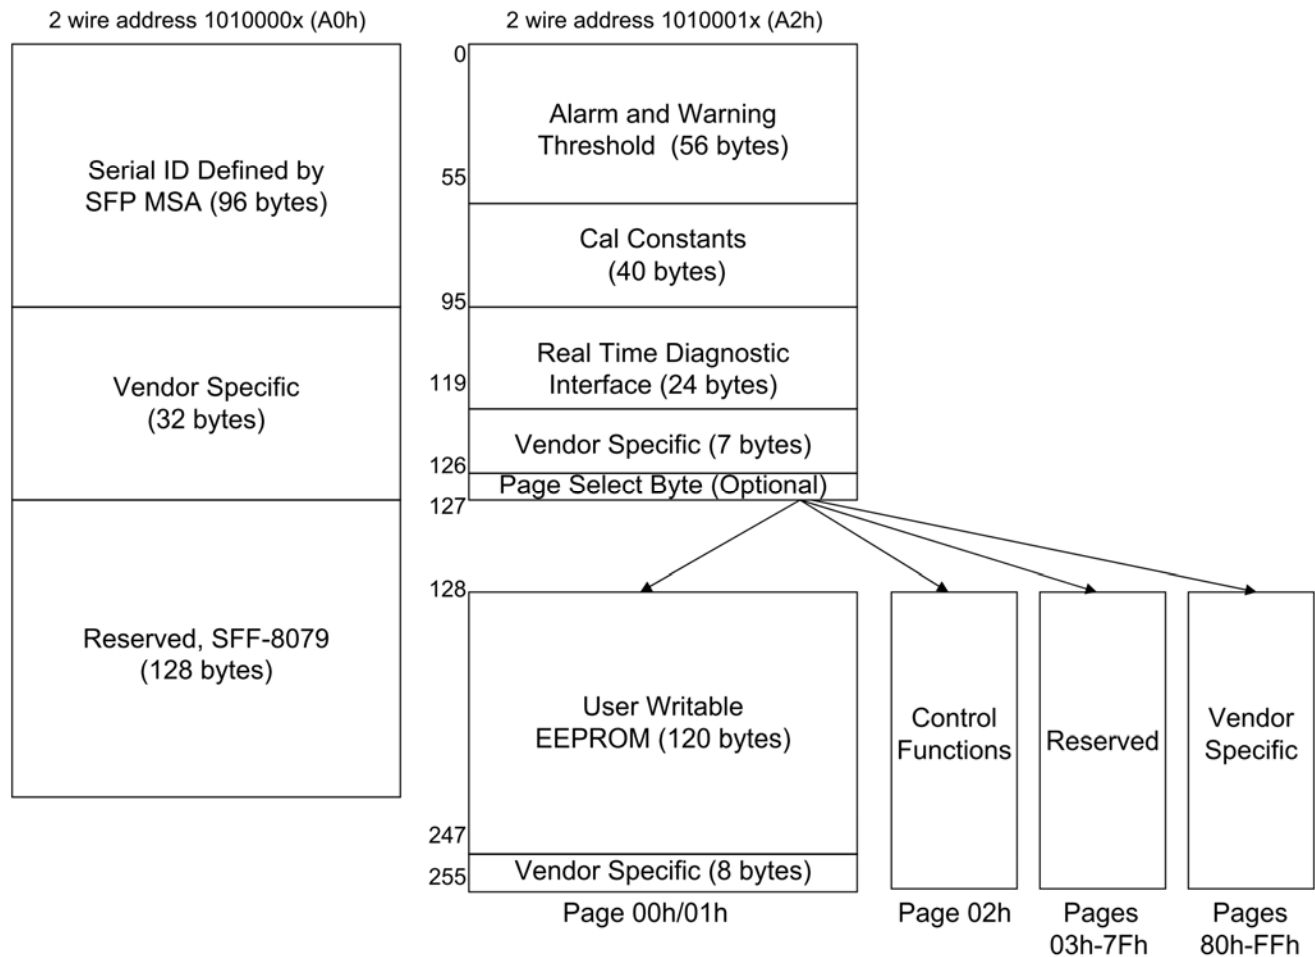 2 wire address 1010000x (A0h)
Serial ID Defined by
SFP MSA (96 bytes)
Vendor Specific
(32 bytes)
Reserved, SFF-8079
(128 bytes)
2 wire address 1010001x (A2h)
0
Alarm and Warning
Threshold (56 bytes)
55
Cal Constants
(40 bytes)
95
Real Time Diagnostic
Interface (24 bytes)
119
Vendor Specific (7 bytes)
126
Page Select Byte (Optional)
127
128
User Writable
EEPROM (120 bytes)
247
Vendor Specific (8 bytes)
255
Page 00h/01h
Control
Functions
Page 02h
Reserved
Pages
03h-7Fh
Vendor
Specific
Pages
80h-FFh